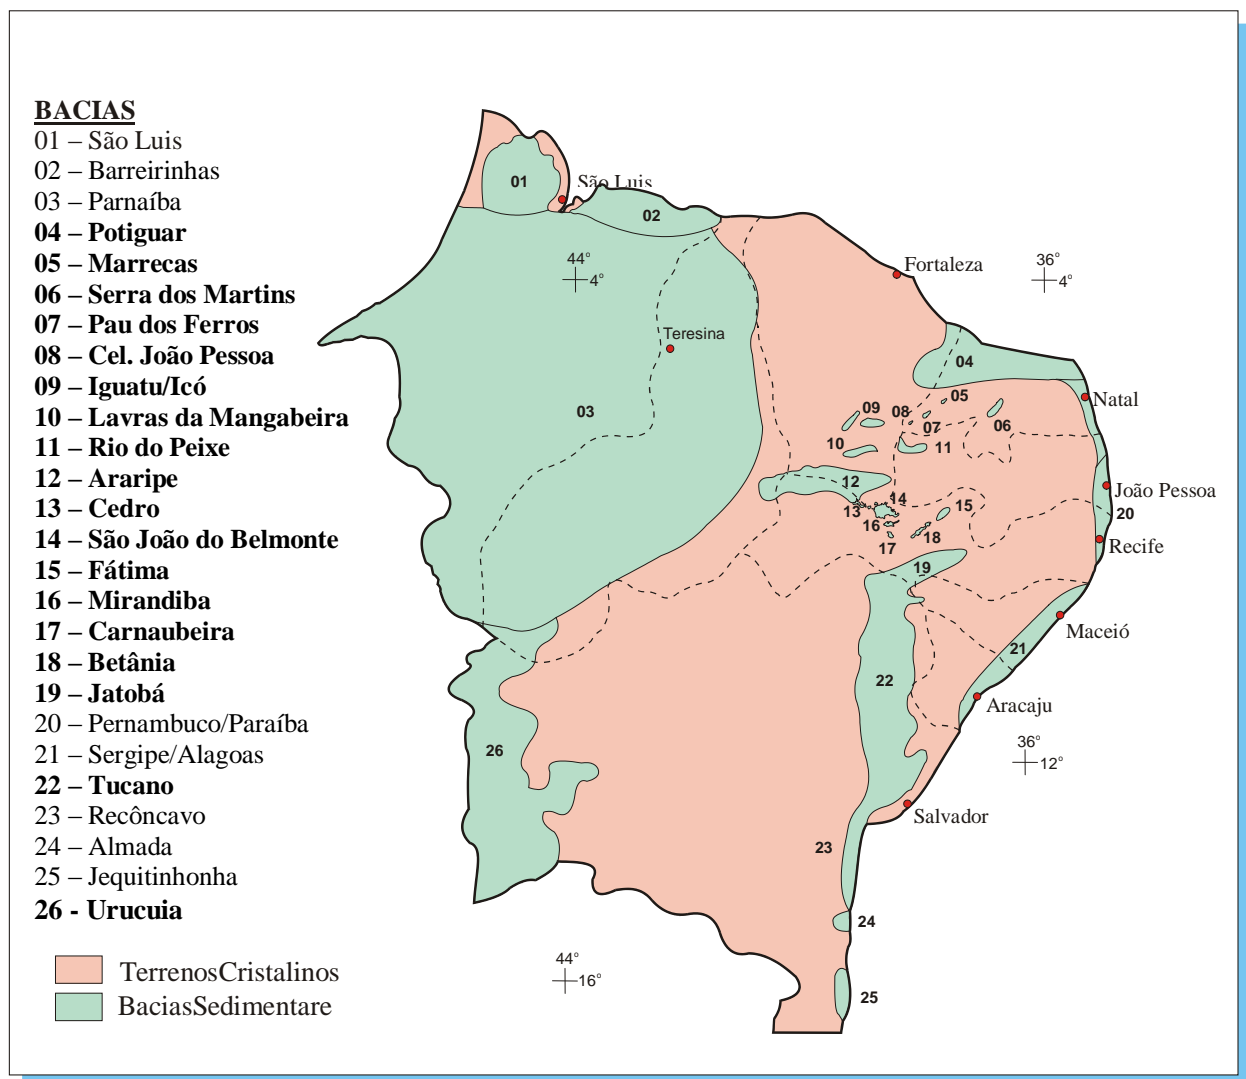 BACIAS
01 – São Luis
02 – Barreirinhas
03 – Parnaíba
04 – Potiguar
05 – Marrecas
06 – Serra dos Martins
07 – Pau dos Ferros
08 – Cel. João Pessoa
09 – Iguatu/Icó
10 – Lavras da Mangabeira
11 – Rio do Peixe
12 – Araripe
13 – Cedro
14 – São João do Belmonte
15 – Fátima
16 – Mirandiba
17 – Carnaubeira
18 – Betânia
19 – Jatobá
20 – Pernambuco/Paraíba
21 – Sergipe/Alagoas
22 – Tucano
23 – Recôncavo
24 – Almada
25 – Jequitinhonha
26 - Urucuia
TerrenosCristalinos
BaciasSedimentare
01
São Luis
02
44°
4°
Fortaleza
36°
4°
Teresina
04
03
05
Natal
09
08
07
06
10
11
12
14
João Pessoa
13
15
20
16
18
Recife
17
19
Maceió
21
22
Aracaju
26
36°
12°
Salvador
23
24
44°
16°
25